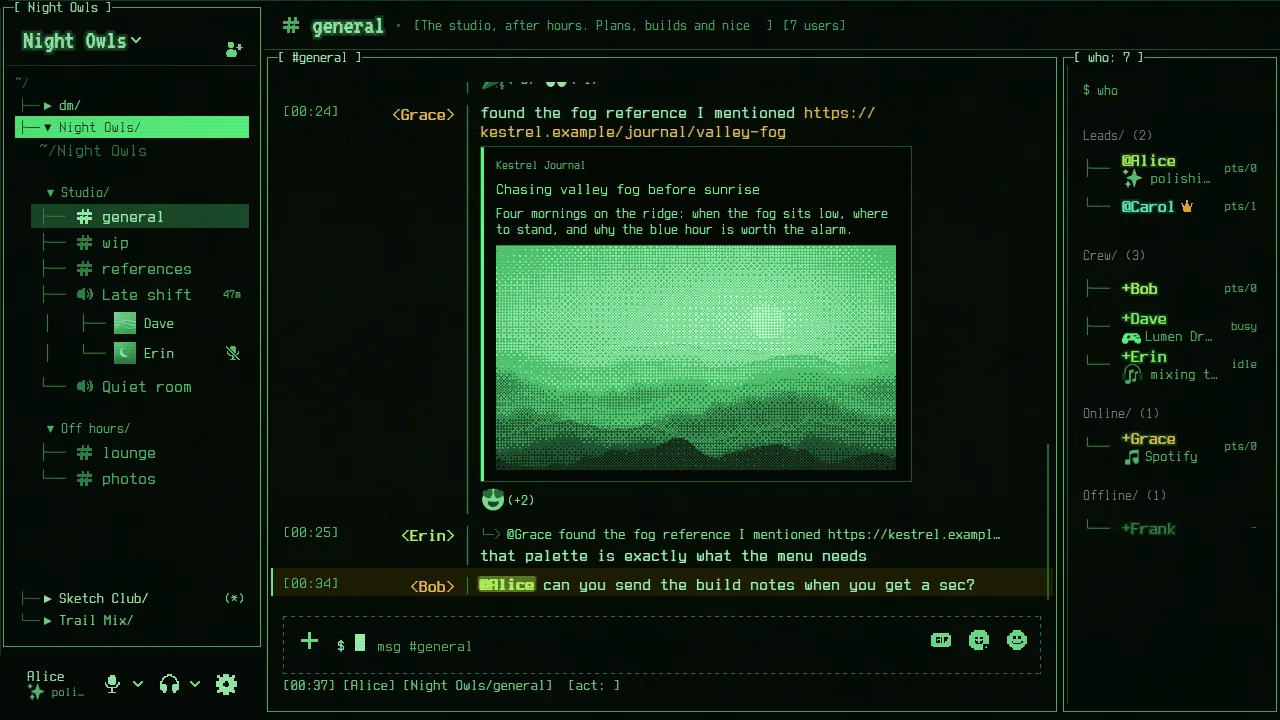 [ Night Owls ]
Night Owls
~/
▶ dm/
▼ Night Owls/
~/Night Owls
▼ Studio/
# general
# wip
# references
Late shift 47m
Dave
Erin
Quiet room
▼ Off hours/
# lounge
# photos
▶ Sketch Club/ (*)
▶ Trail Mix/
Alice
poli…
# general • [The studio, after hours. Plans, builds and nice ] [7 users]
[ #general ]
[00:24] <Grace> found the fog reference I mentioned https://
kestrel.example/journal/valley-fog
Kestrel Journal
Chasing valley fog before sunrise
Four mornings on the ridge: when the fog sits low, where
to stand, and why the blue hour is worth the alarm.
(+2)
[00:25] <Erin> @Grace found the fog reference I mentioned https://kestrel.exampl…
that palette is exactly what the menu needs
[00:34] <Bob> @Alice can you send the build notes when you get a sec?
+ $ msg #general GIF
[00:37] [Alice] [Night Owls/general] [act: ]
[ who: 7 ]
$ who
Leads/ (2)
@Alice pts/0
polishi…
@Carol pts/1
Crew/ (3)
+Bob pts/0
+Dave busy
Lumen Dr…
+Erin idle
mixing t…
Online/ (1)
+Grace pts/0
Spotify
Offline/ (1)
+Frank -